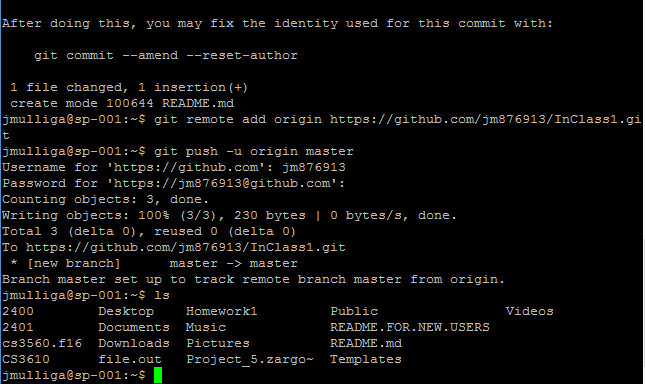 After doing this, you may fix the identity used for this commit with:
    git commit --amend --reset-author
 1 file changed, 1 insertion(+)
 create mode 100644 README.md
jmulliga@sp-001:~$ git remote add origin https://github.com/jm876913/InClass1.gi
t
jmulliga@sp-001:~$ git push -u origin master
Username for 'https://github.com': jm876913
Password for 'https://jm876913@github.com':
Counting objects: 3, done.
Writing objects: 100% (3/3), 230 bytes | 0 bytes/s, done.
Total 3 (delta 0), reused 0 (delta 0)
To https://github.com/jm876913/InClass1.git
 * [new branch]      master -> master
Branch master set up to track remote branch master from origin.
jmulliga@sp-001:~$ ls
2400        Desktop    Homework1         Public                Videos
2401        Documents  Music             README.FOR.NEW.USERS
cs3560.f16  Downloads  Pictures          README.md
CS3610      file.out   Project_5.zargo~  Templates
jmulliga@sp-001:~$